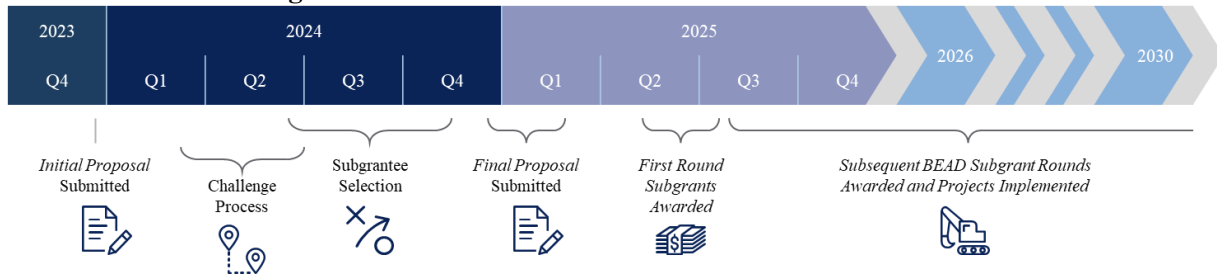 2023
2024
2025
2026
2030
Q4
Q1
Q2
Q3
Q4
Q1
Q2
Q3
Q4
Initial Proposal
Submitted
Challenge
Process
Subgrantee
Selection
Final Proposal
Submitted
First Round
Subgrants
Awarded
$
Subsequent BEAD Subgrant Rounds
Awarded and Projects Implemented